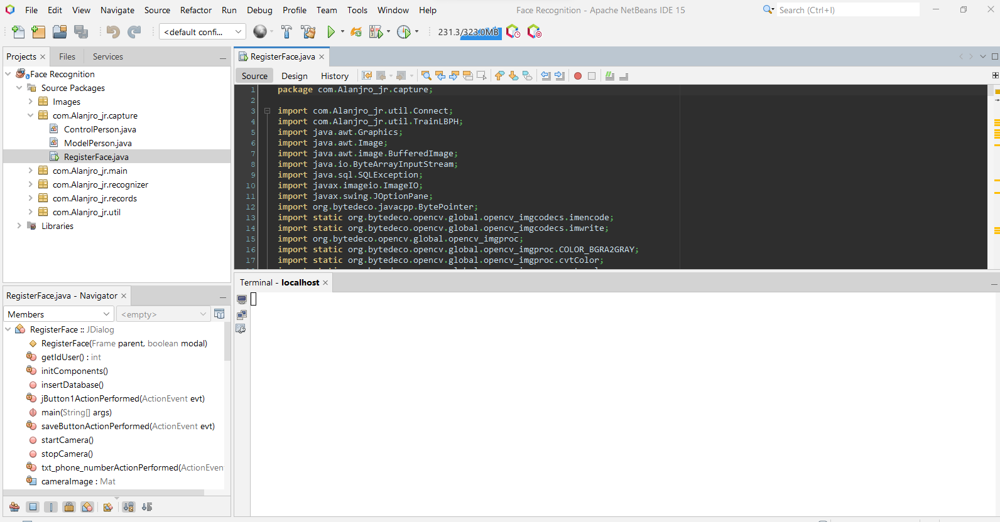 File Edit View Navigate Source Refactor Run Debug Profile Team Tools Window Help Face Recognition - Apache NetBeans IDE 15 Search (Ctrl+I)
<default confi... 231.3/323.0MB
Projects Files Services
Face Recognition
Source Packages
Images
com.Alanjro_jr.capture
ControlPerson.java
ModelPerson.java
RegisterFace.java
com.Alanjro_jr.main
com.Alanjro_jr.recognizer
com.Alanjro_jr.records
com.Alanjro_jr.util
Libraries
RegisterFace.java
Source Design History
1 package com.Alanjro_jr.capture;
2
3 import com.Alanjro_jr.util.Connect;
4 import com.Alanjro_jr.util.TrainLBPH;
5 import java.awt.Graphics;
6 import java.awt.Image;
7 import java.awt.image.BufferedImage;
8 import java.io.ByteArrayInputStream;
9 import java.sql.SQLException;
10 import javax.imageio.ImageIO;
11 import javax.swing.JOptionPane;
12 import org.bytedeco.javacpp.BytePointer;
13 import static org.bytedeco.opencv.global.opencv_imgcodecs.imencode;
14 import static org.bytedeco.opencv.global.opencv_imgcodecs.imwrite;
15 import org.bytedeco.opencv.global.opencv_imgproc;
16 import static org.bytedeco.opencv.global.opencv_imgproc.COLOR_BGRA2GRAY;
17 import static org.bytedeco.opencv.global.opencv_imgproc.cvtColor;
RegisterFace.java - Navigator
Members <empty>
RegisterFace :: JDialog
RegisterFace(Frame parent, boolean modal)
getIdUser() : int
initComponents()
insertDatabase()
jButton1ActionPerformed(ActionEvent evt)
main(String[] args)
saveButtonActionPerformed(ActionEvent evt)
startCamera()
stopCamera()
txt_phone_numberActionPerformed(ActionEven
cameraImage : Mat
Terminal - localhost